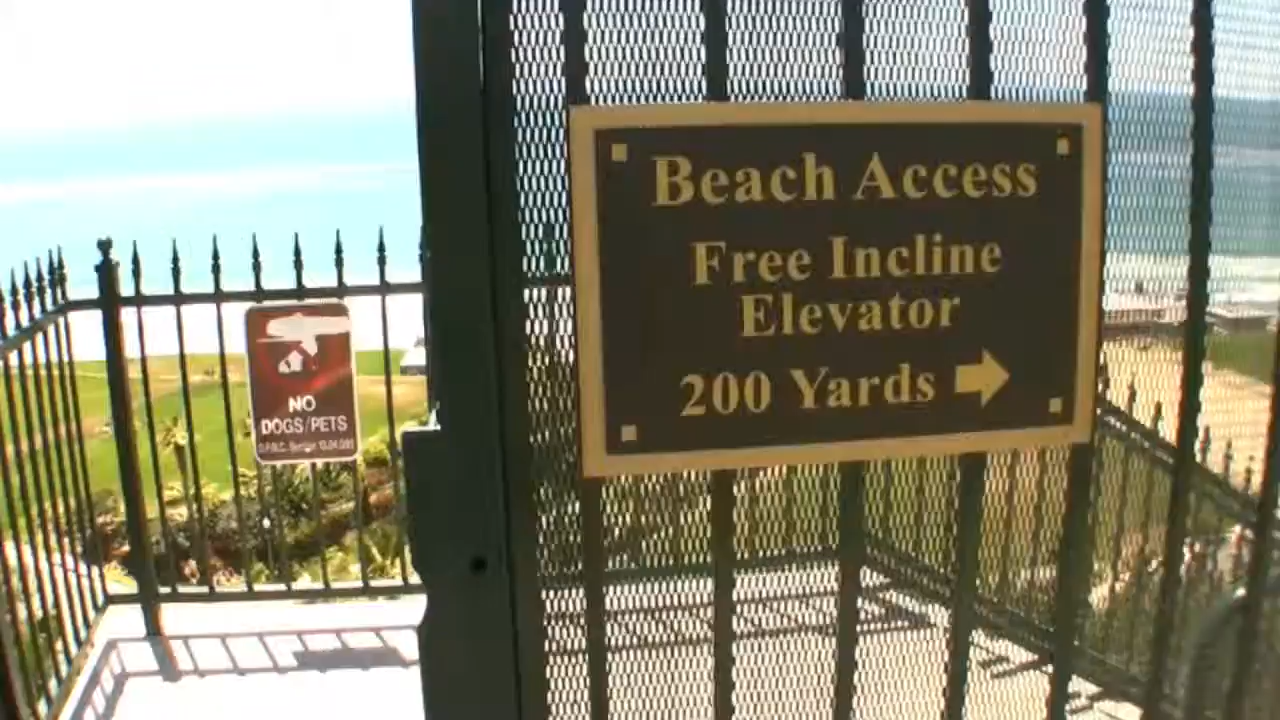 Beach Access
Free Incline
Elevator
200 Yards
NO
DOGS/PETS